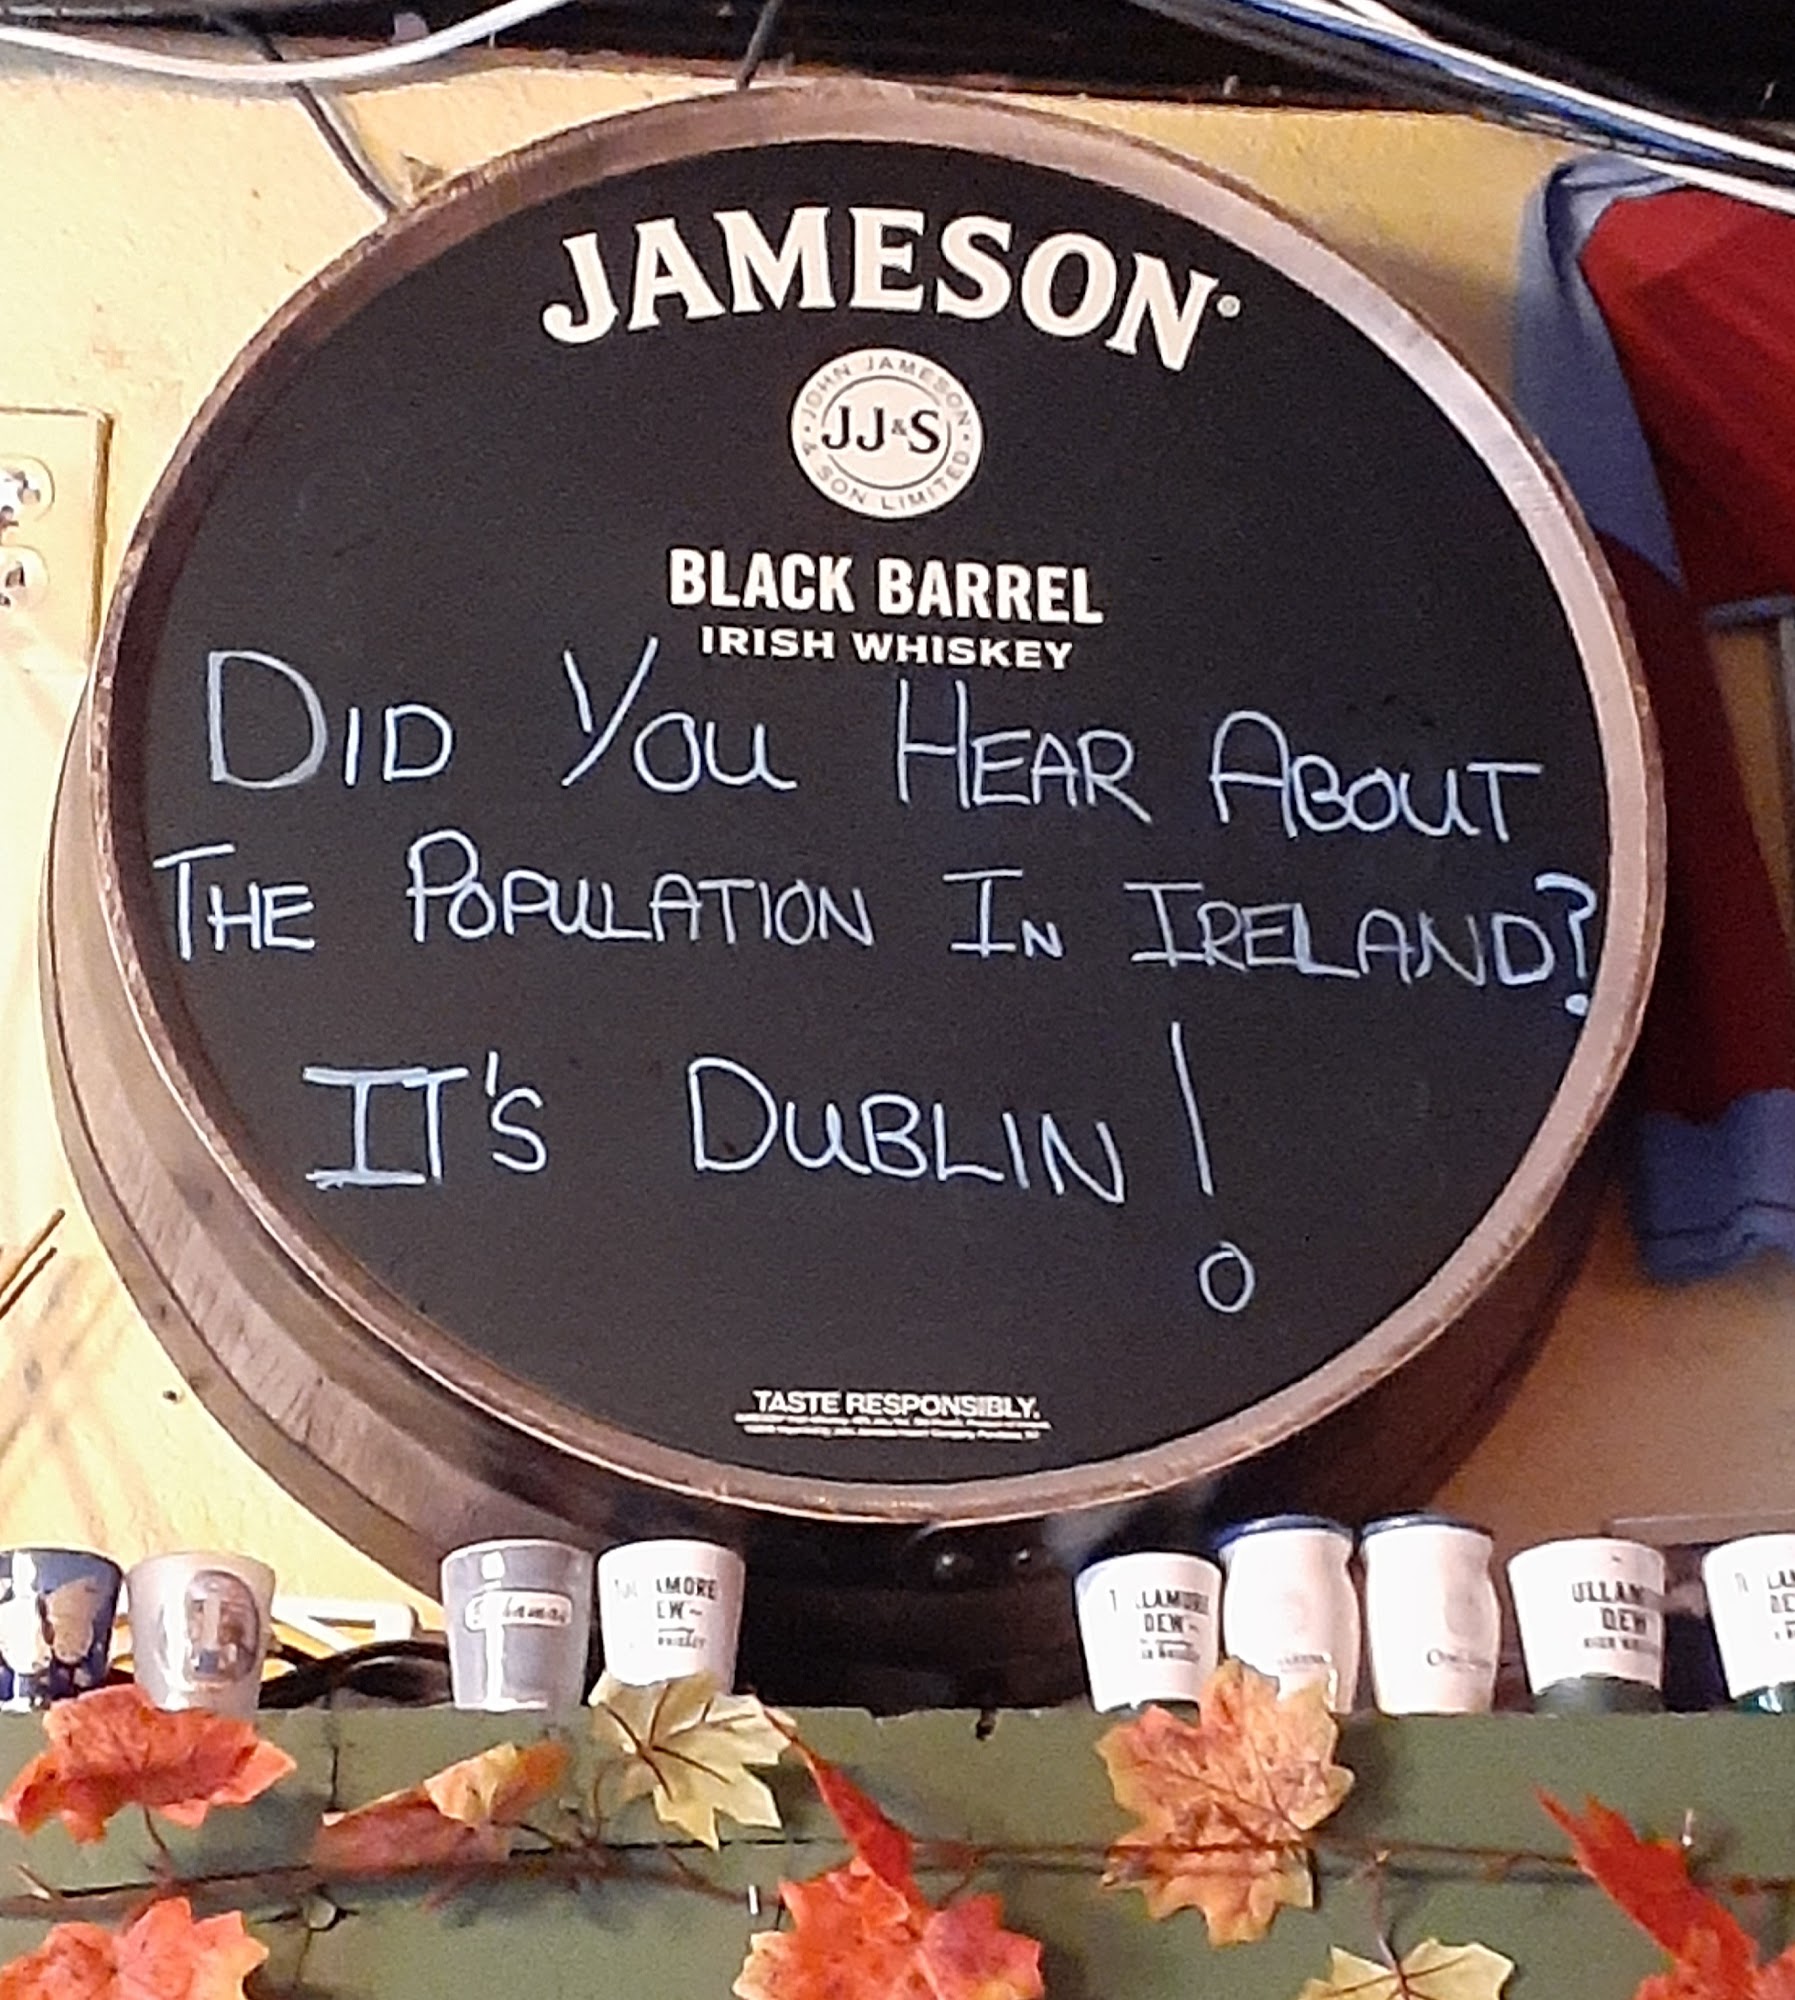 JAMESON®
JOHN JAMESON
JJ&S
& SON LIMITED
BLACK BARREL
IRISH WHISKEY
DID YOU HEAR ABOUT
THE POPULATION IN IRELAND?
IT'S DUBLIN!
TASTE RESPONSIBLY.